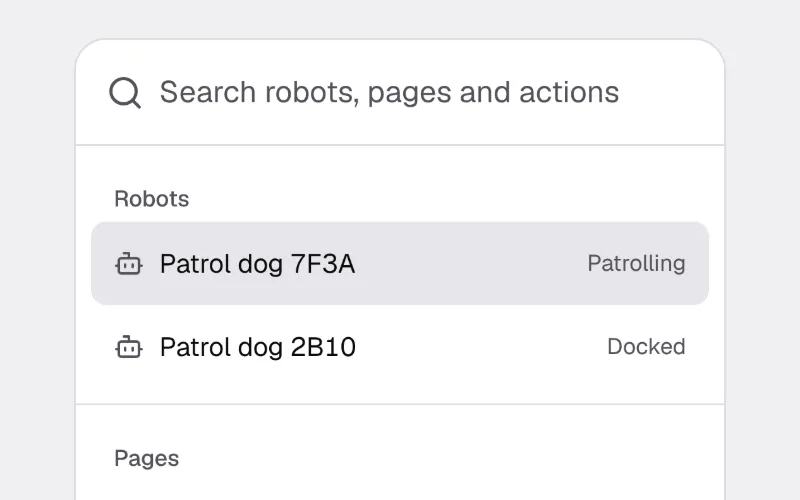 Search robots, pages and actions
Robots
Patrol dog 7F3A Patrolling
Patrol dog 2B10 Docked
Pages